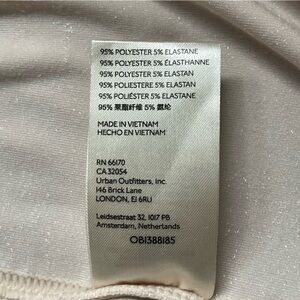 95% POLYESTER 5% ELASTANE
95% POLYESTER 5% ÉLASTHANNE
95% POLYESTER 5% ELASTAN
95% POLIESTERE 5% ELASTAN
95% POLIÉSTER 5% ELASTANE
95% 聚酯纤维 5% 氨纶
MADE IN VIETNAM
HECHO EN VIETNAM
RN 66170
CA 32054
Urban Outfitters, Inc.
146 Brick Lane
LONDON, E1 6RU
Leidsestraat 32, 1017 PB
Amsterdam, Netherlands
OB1388185